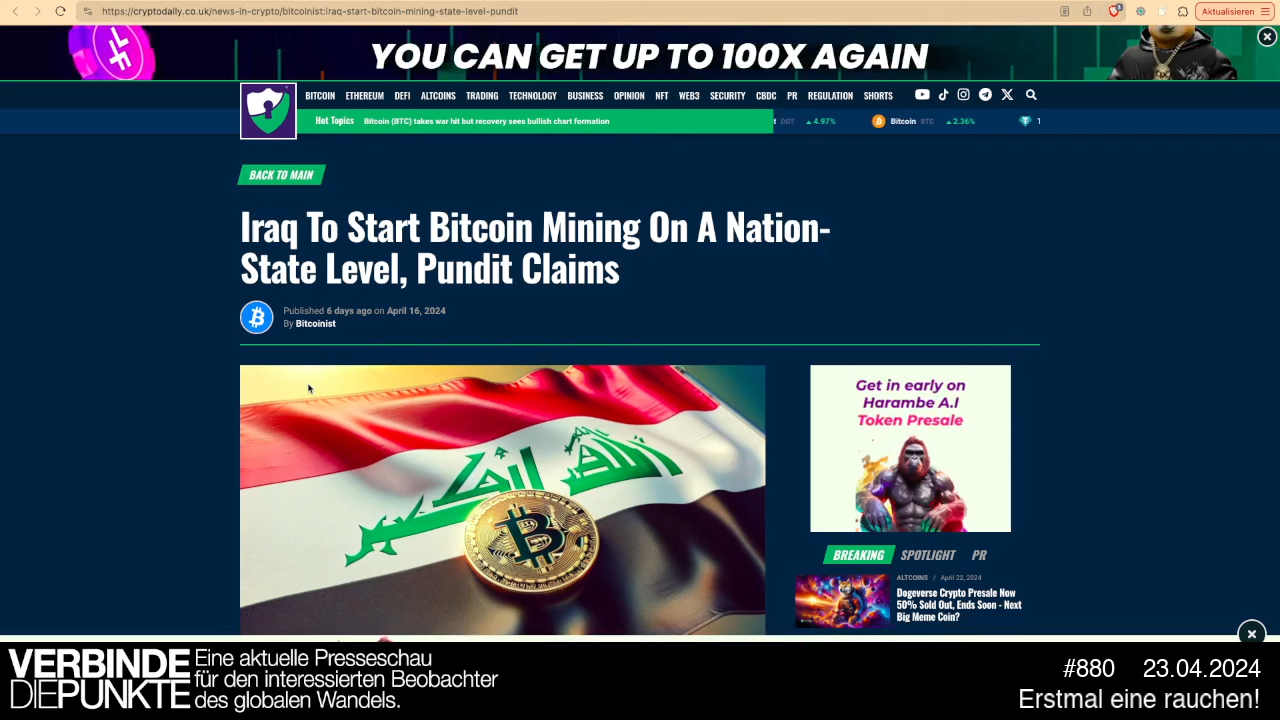 https://cryptodaily.co.uk/news-in-crypto/bitcoinist:iraq-start-bitcoin-mining-state-level-pundit
Aktualisieren
YOU CAN GET UP TO 100X AGAIN
BITCOIN ETHEREUM DEFI ALTCOINS TRADING TECHNOLOGY BUSINESS OPINION NFT WEB3 SECURITY CBDC PR REGULATION SHORTS
Hot Topics Bitcoin (BTC) takes war hit but recovery sees bullish chart formation
DOT 4.97% Bitcoin BTC 2.36%
BACK TO MAIN
Iraq To Start Bitcoin Mining On A Nation-
State Level, Pundit Claims
Published 6 days ago on April 16, 2024
By Bitcoinist
Get in early on
Harambe A.I
Token Presale
BREAKING SPOTLIGHT PR
ALTCOINS / April 22, 2024
Dogeverse Crypto Presale Now
50% Sold Out, Ends Soon - Next
Big Meme Coin?
VERBINDE
DIEPUNKTE
Eine aktuelle Presseschau
für den interessierten Beobachter
des globalen Wandels.
#880 23.04.2024
Erstmal eine rauchen!